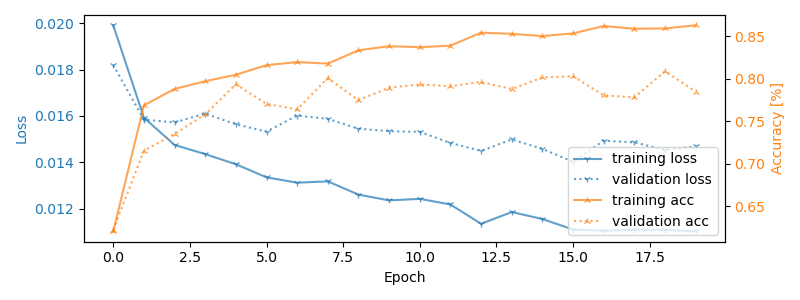 0.020
0.018
0.016
0.014
0.012
Loss
0.85
0.80
0.75
0.70
0.65
Accuracy [%]
training loss
validation loss
training acc
validation acc
0.0 2.5 5.0 7.5 10.0 12.5 15.0 17.5
Epoch